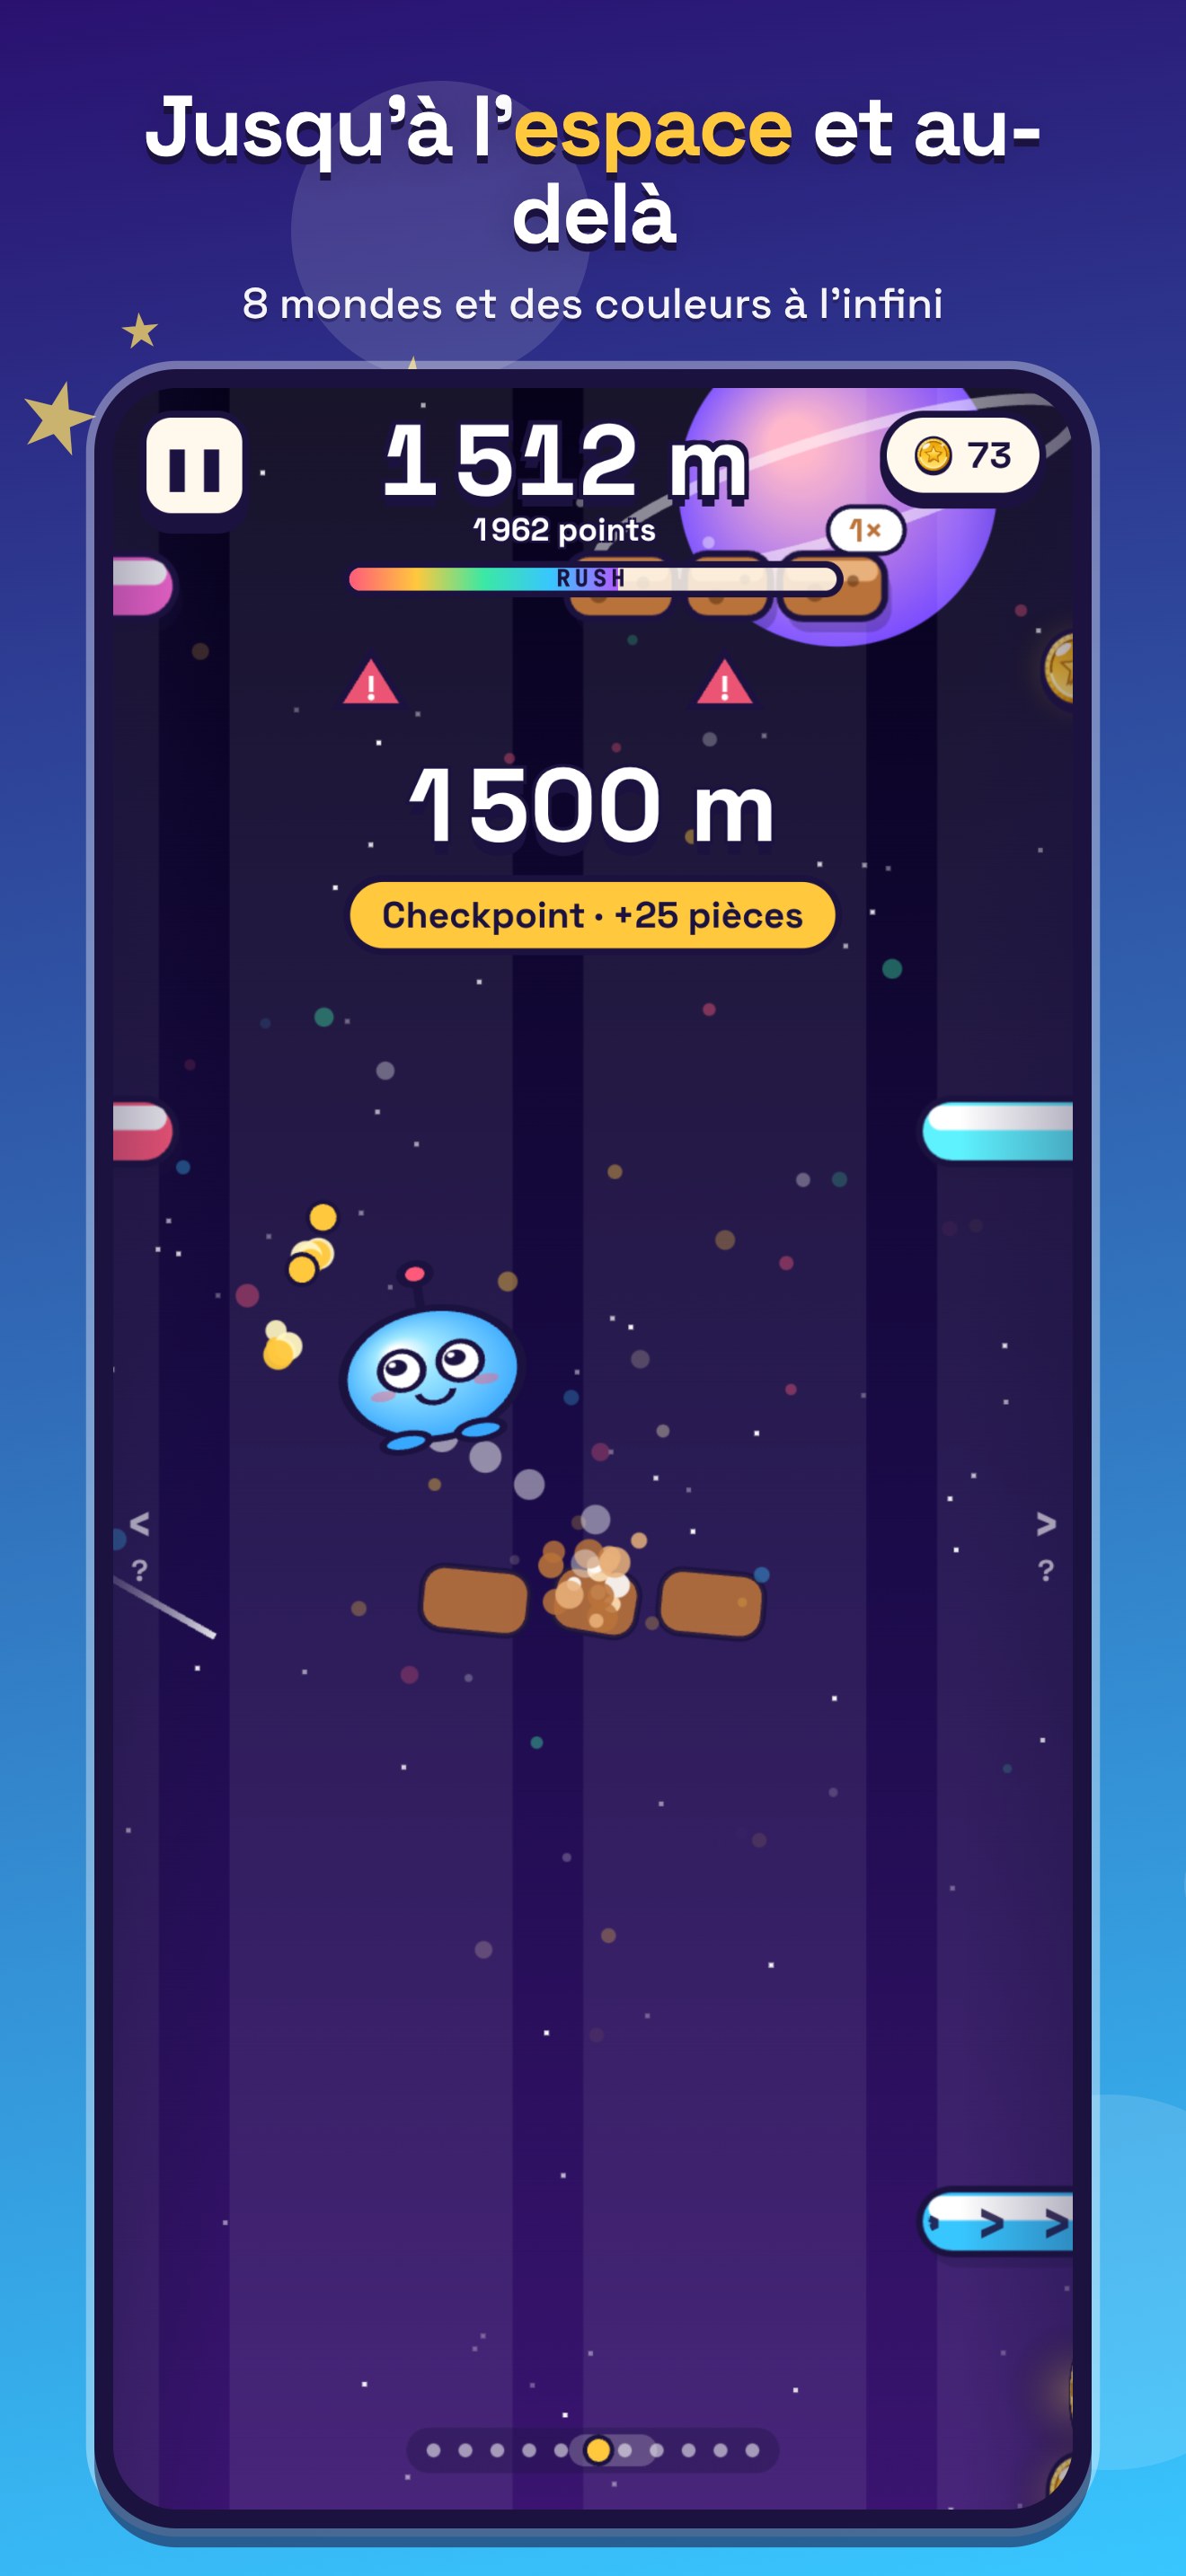 Jusqu’à l’espace et au-
delà
8 mondes et des couleurs à l’infini
1 512 m
73
1962 points
1×
RUSH
!
!
1500 m
Checkpoint · +25 pièces
<
>
?
?
> >